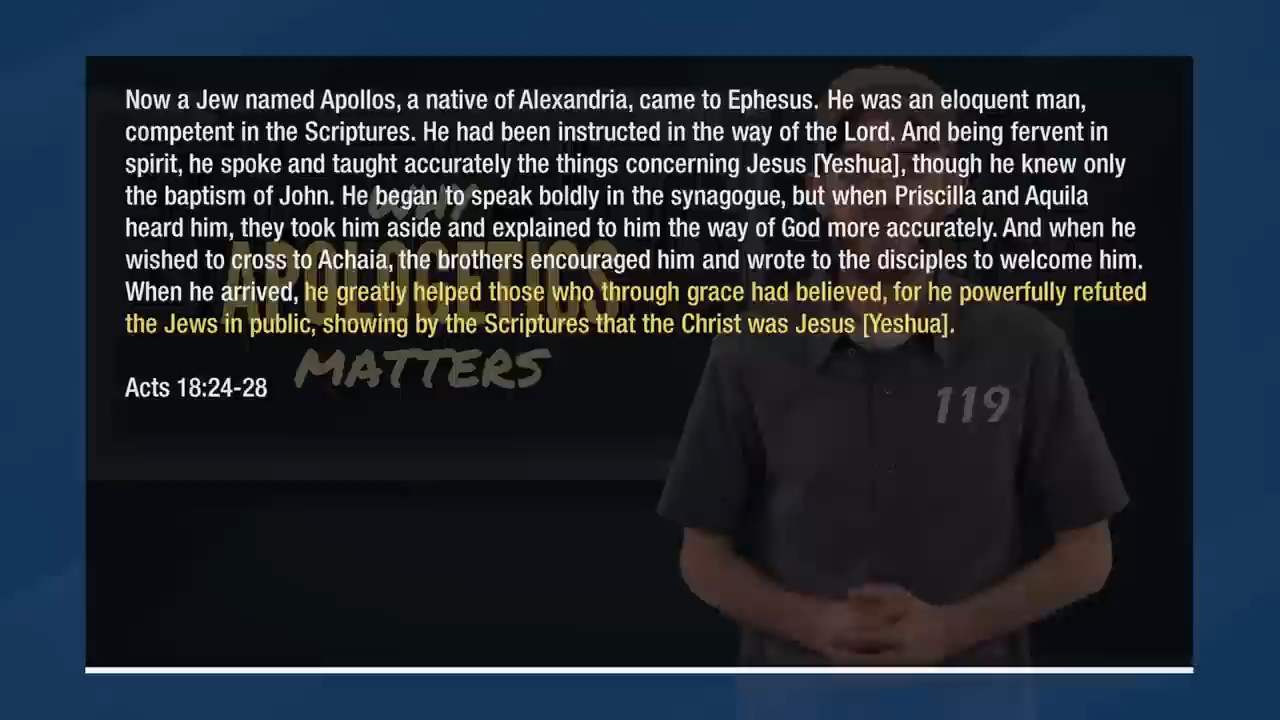 Now a Jew named Apollos, a native of Alexandria, came to Ephesus. He was an eloquent man,
competent in the Scriptures. He had been instructed in the way of the Lord. And being fervent in
spirit, he spoke and taught accurately the things concerning Jesus [Yeshua], though he knew only
the baptism of John. He began to speak boldly in the synagogue, but when Priscilla and Aquila
heard him, they took him aside and explained to him the way of God more accurately. And when he
wished to cross to Achaia, the brothers encouraged him and wrote to the disciples to welcome him.
When he arrived, he greatly helped those who through grace had believed, for he powerfully refuted
the Jews in public, showing by the Scriptures that the Christ was Jesus [Yeshua].
Acts 18:24-28
WHY
APOLOGETICS
MATTERS
119